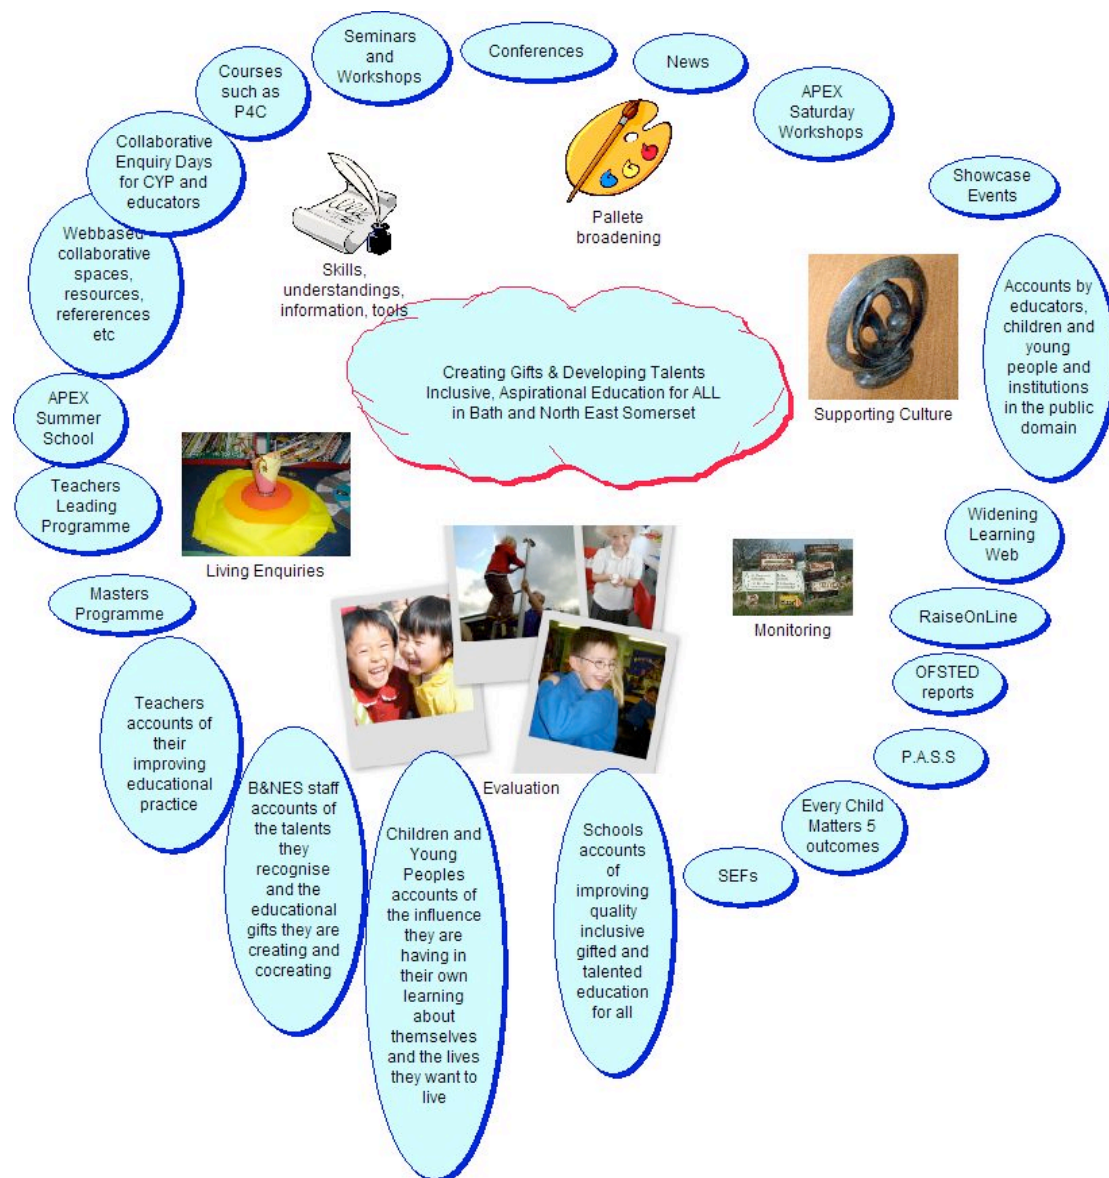 Seminars
and
Workshops
Conferences
News
APEX
Saturday
Workshops
Showcase
Events
Accounts by
educators,
children and
young
people and
institutions
in the public
domain
Widening
Learning
Web
RaiseOnLine
OFSTED
reports
P.A.S.S
Every Child
Matters 5
outcomes
SEFs
Schools
accounts
of
improving
quality
inclusive
gifted and
talented
education
for all
Children and
Young
Peoples
accounts of
the influence
they are
having in
their own
learning
about
themselves
and the lives
they want to
live
B&NES staff
accounts of
the talents
they
recognise
and the
educational
gifts they are
creating and
cocreating
Teachers
accounts of
their
improving
educational
practice
Masters
Programme
Teachers
Leading
Programme
APEX
Summer
School
Webbased
collaborative
spaces,
resources,
refererences
etc
Collaborative
Enquiry Days
for CYP and
educators
Courses
such as
P4C
Skills,
understandings,
information, tools
Pallete
broadening
Supporting Culture
Monitoring
Evaluation
Living Enquiries
Creating Gifts & Developing Talents
Inclusive, Aspirational Education for ALL
in Bath and North East Somerset